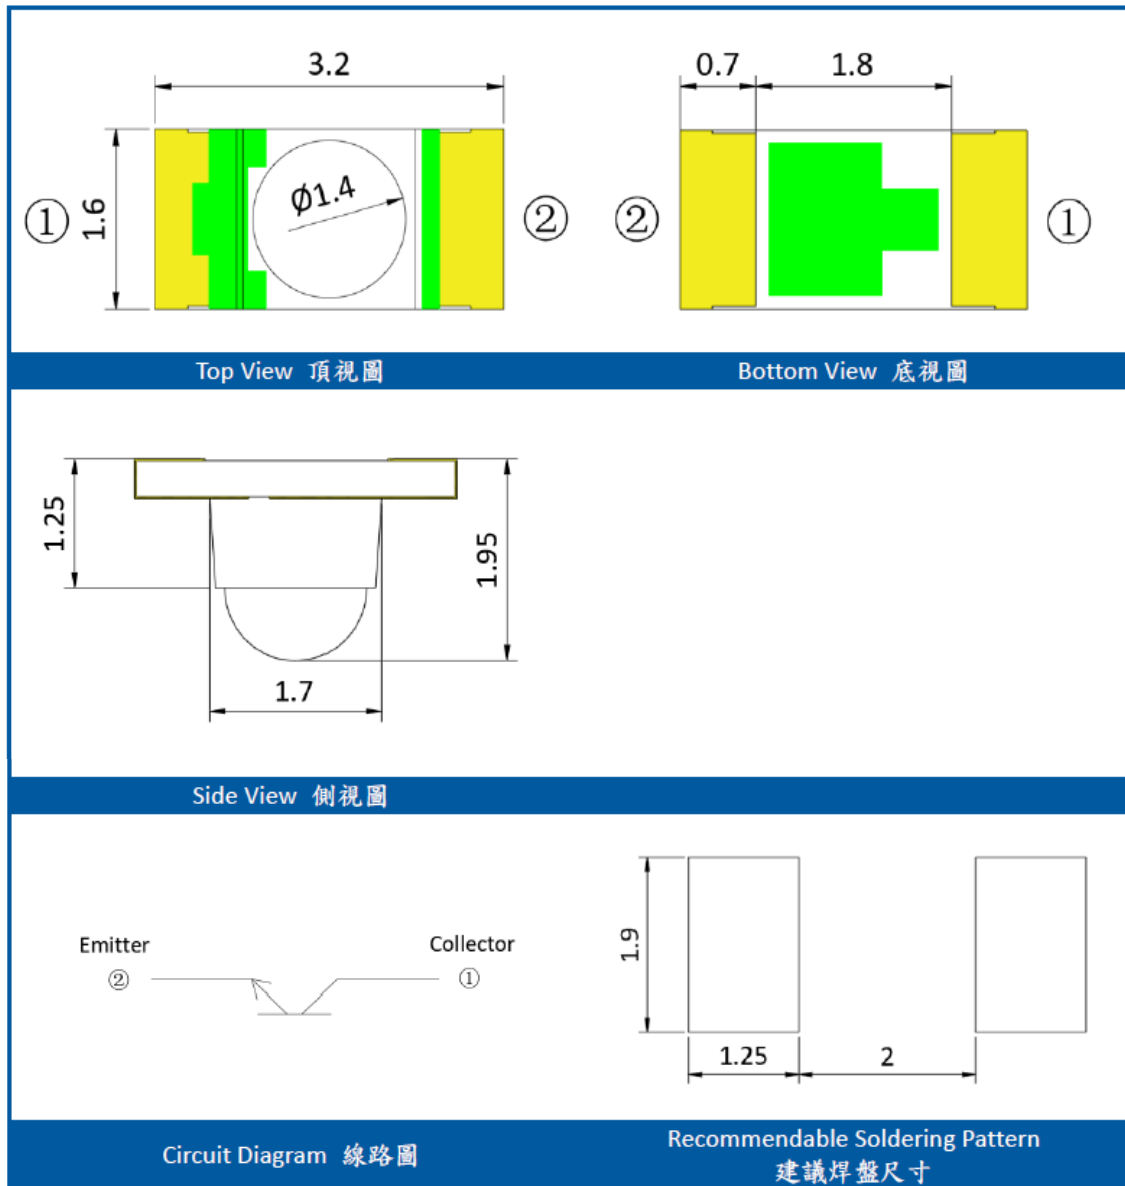 3.2
0.7
1.8
① 1.6 Ø1.4 ②
② ①
Top View 頂視圖
Bottom View 底視圖
1.25
1.95
1.7
Side View 側視圖
Emitter
②
Collector
①
1.9
1.25
2
Circuit Diagram 線路圖
Recommendable Soldering Pattern
建議焊盤尺寸